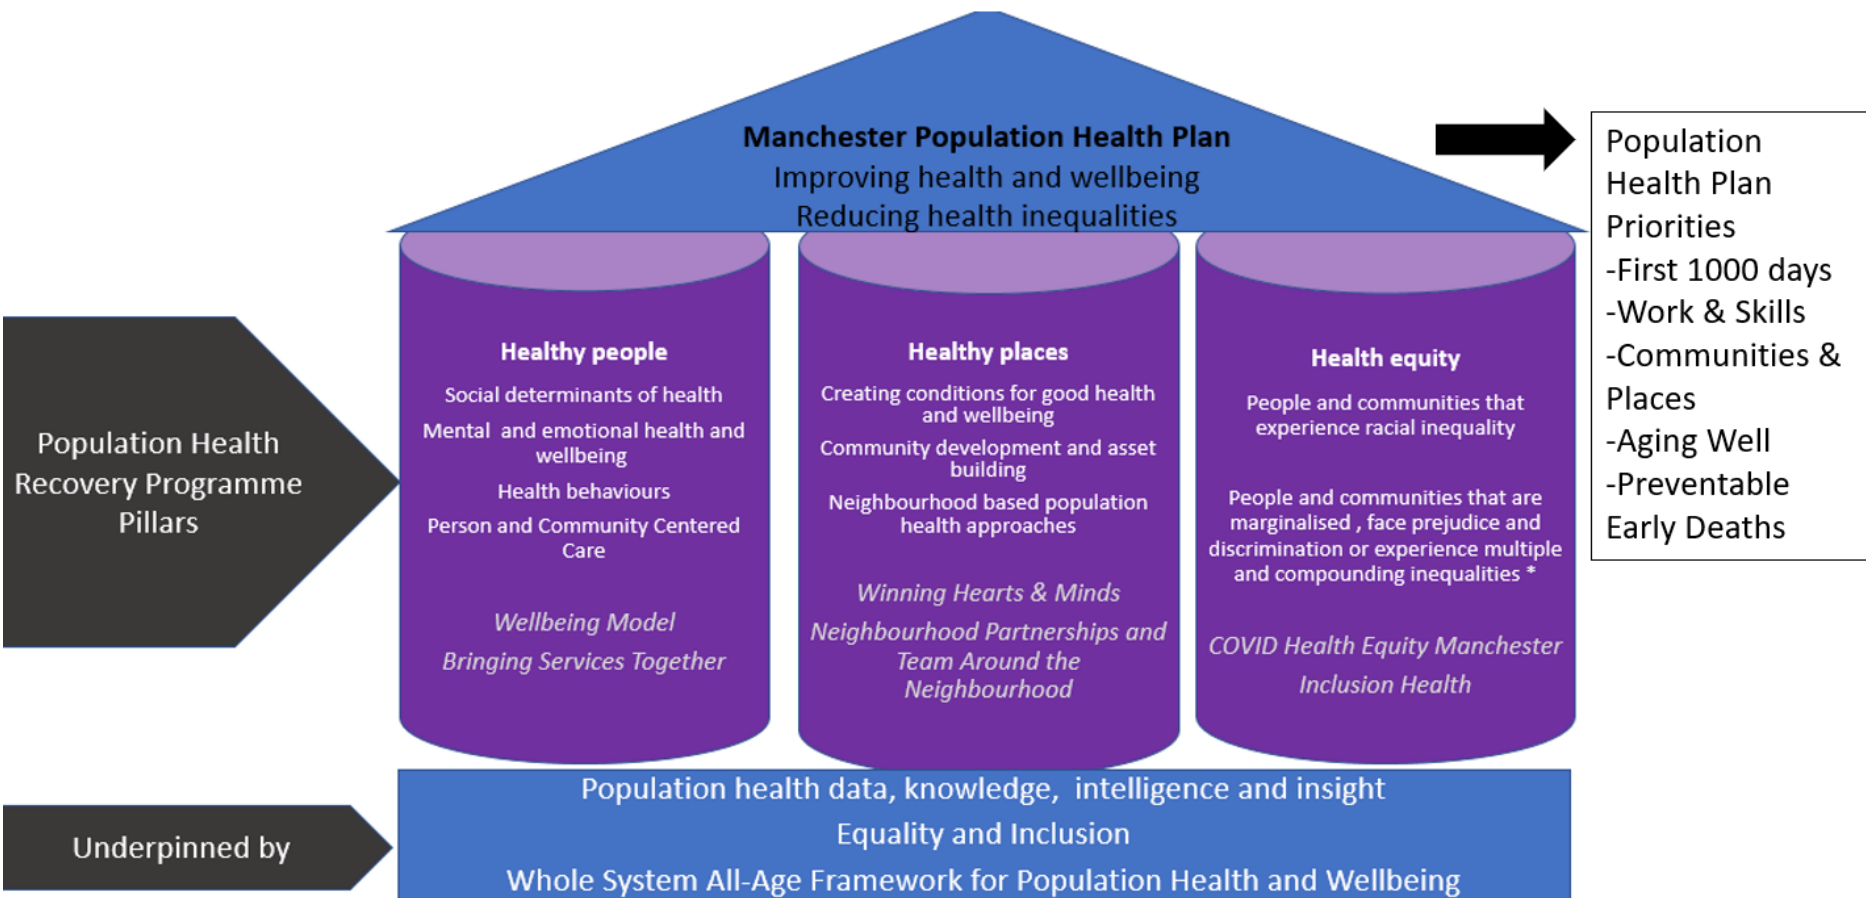 Manchester Population Health Plan
Improving health and wellbeing
Reducing health inequalities
Population
Health Plan
Priorities
-First 1000 days
-Work & Skills
-Communities &
Places
-Aging Well
-Preventable
Early Deaths
Population Health
Recovery Programme
Pillars
Healthy people
Social determinants of health
Mental and emotional health and
wellbeing
Health behaviours
Person and Community Centered
Care
Wellbeing Model
Bringing Services Together
Healthy places
Creating conditions for good health
and wellbeing
Community development and asset
building
Neighbourhood based population
health approaches
Winning Hearts & Minds
Neighbourhood Partnerships and
Team Around the
Neighbourhood
Health equity
People and communities that
experience racial inequality
People and communities that are
marginalised , face prejudice and
discrimination or experience multiple
and compounding inequalities *
COVID Health Equity Manchester
Inclusion Health
Underpinned by
Population health data, knowledge, intelligence and insight
Equality and Inclusion
Whole System All-Age Framework for Population Health and Wellbeing